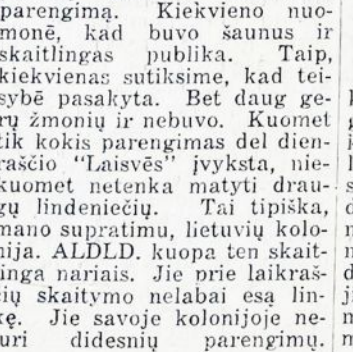 parengimą. Kiekvieno nuo-
monė, kad buvo šaunus ir
skaitlingas publika. Taip,
kiekvienas sutiksime, kad tei-
sybė pasakyta. Bet daug ge-
rų žmonių ir nebuvo. Kuomet
tik kokis parengimas del dien-
raščio “Laisvės” įvyksta, nie-
kuomet netenka matyti drau-
gų lindeniečių. Tai tipiška,
mano supratimu, lietuvių kolo-
nija. ALDLD. kuopa ten skait-
linga nariais. Jie prie laikraš-
čių skaitymo nelabai esą lin-
kę. Jie savoje kolonijoje ne-
turi didesnių parengimų.